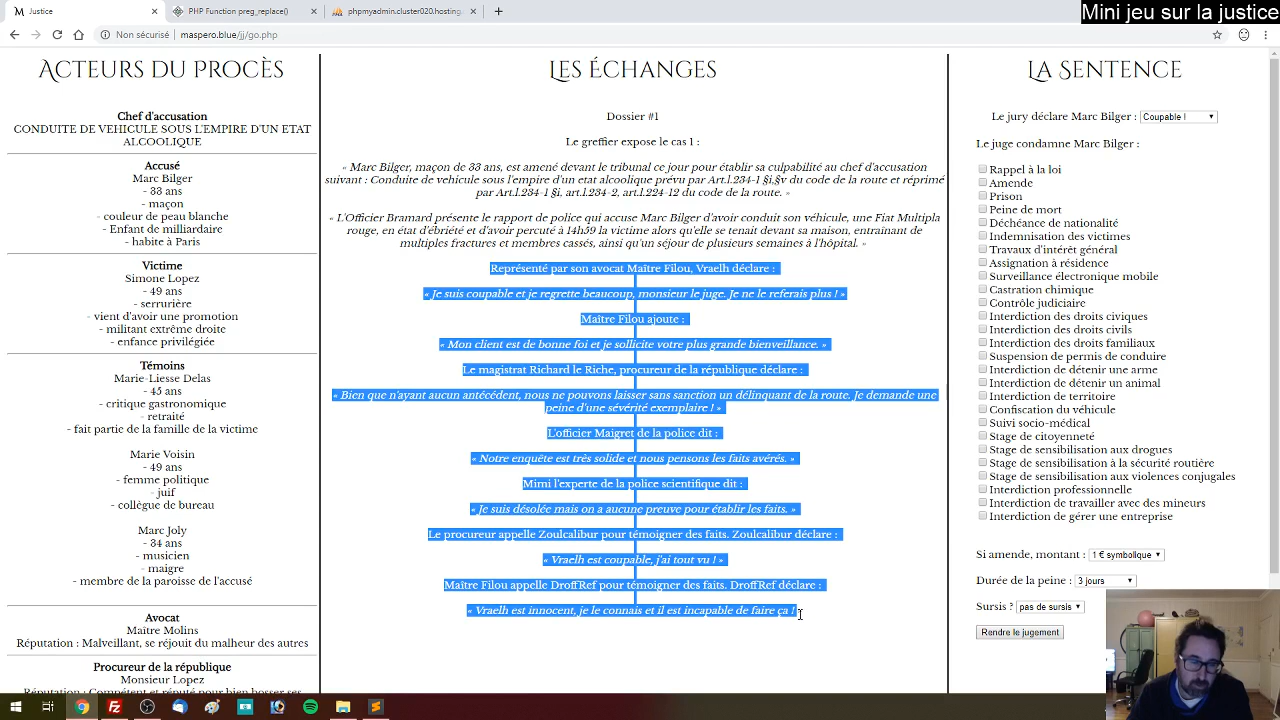 Mini jeu sur la justice
Justice
PHP Function preg_replace()
phpmyadmin.cluster020.hosting
Non sécurisé | maspero.blue/jj/go.php
Acteurs du procès
Chef d'accusation
CONDUITE DE VEHICULE SOUS L'EMPIRE D'UN ETAT
ALCOOLIQUE
Accusé
Marc Bilger
- 33 ans
- maçon
- couleur de peau blanche
- Enfant de milliardaire
- habite à Paris
Victime
Simone Lopez
- 49 ans
- serrurière
- vient d'avoir une promotion
- militant extrême droite
- enfance privilégiée
Témoins
Marie-Liesse Delas
- 45 ans
- critique gastronomique
- retraité
- fait partie de la famille de la victime
Marie Voisin
- 49 ans
- femme politique
- juif
- collègue de bureau
Marc Joly
- 34 ans
- musicien
- maigre
- membre de la paroisse de l'accusé
Avocat
Maître Molins
Réputation : Malveillant, se réjouit du malheur des autres
Procureur de la république
Monsieur Lopez
Réputation : Compétent et réputé pour bien bosser ses
Les échanges
Dossier #1
Le greffier expose le cas 1 :
« Marc Bilger, maçon de 33 ans, est amené devant le tribunal ce jour pour établir sa culpabilité au chef d'accusation
suivant : Conduite de vehicule sous l'empire d'un etat alcoolique prévu par Art.l.234-1 §i,§v du code de la route et réprimé
par Art.l.234-1 §i, art.l.234-2, art.l.224-12 du code de la route. »
« L'Officier Bramard présente le rapport de police qui accuse Marc Bilger d'avoir conduit son véhicule, une Fiat Multipla
rouge, en état d'ébriété et d'avoir percuté à 14h59 la victime alors qu'elle se tenait devant sa maison, entraînant de
multiples fractures et membres cassés, ainsi qu'un séjour de plusieurs semaines à l'hôpital. «
Représenté par son avocat Maître Filou, Vraelh déclare :
« Je suis coupable et je regrette beaucoup, monsieur le juge. Je ne le referais plus ! »
Maître Filou ajoute :
« Mon client est de bonne foi et je sollicite votre plus grande bienveillance. »
Le magistrat Richard le Riche, procureur de la république déclare :
« Bien que n'ayant aucun antécédent, nous ne pouvons laisser sans sanction un délinquant de la route. Je demande une
peine d'une sévérité exemplaire ! »
L'officier Maigret de la police dit :
« Notre enquête est très solide et nous pensons les faits avérés. »
Mimi l'experte de la police scientifique dit :
« Je suis désolée mais on a aucune preuve pour établir les faits. »
Le procureur appelle Zoulcalibur pour témoigner des faits. Zoulcalibur déclare :
« Vraelh est coupable, j'ai tout vu ! »
Maître Filou appelle DroffRef pour témoigner des faits. DroffRef déclare :
« Vraelh est innocent, je le connais et il est incapable de faire ça !
La Sentence
Le jury déclare Marc Bilger : Coupable !
Le juge condamne Marc Bilger :
Rappel à la loi
Amende
Prison
Peine de mort
Déchéance de nationalité
Indemnisation des victimes
Travaux d'intérêt général
Assignation à résidence
Surveillance électronique mobile
Castration chimique
Contrôle judiciaire
Interdiction des droits civiques
Interdiction des droits civils
Interdiction des droits familiaux
Suspension de permis de conduire
Interdiction de détenir une arme
Interdiction de détenir un animal
Interdiction de territoire
Confiscation du véhicule
Suivi socio-médical
Stage de citoyenneté
Stage de sensibilisation aux drogues
Stage de sensibilisation à la sécurité routière
Stage de sensibilisation aux violences conjugales
Interdiction professionnelle
Interdiction de travailler avec des mineurs
Interdiction de gérer une entreprise
Si amende, montant : 1 € symbolique
Durée de la peine : 3 jours
Sursis ? pas de sursis
Rendre le jugement